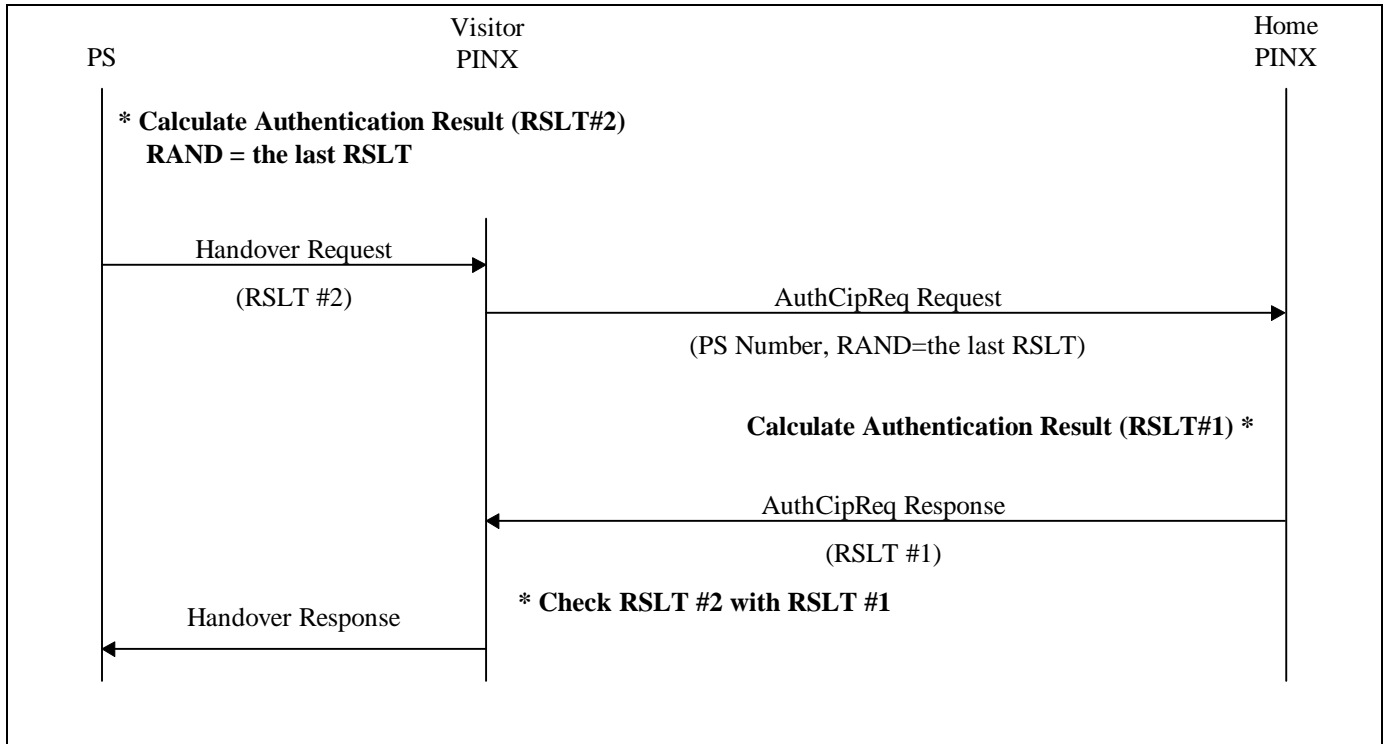 PS
Visitor
PINX
Home
PINX
* Calculate Authentication Result (RSLT#2)
RAND = the last RSLT
Handover Request
(RSLT #2)
AuthCipReq Request
(PS Number, RAND=the last RSLT)
Calculate Authentication Result (RSLT#1) *
AuthCipReq Response
(RSLT #1)
* Check RSLT #2 with RSLT #1
Handover Response